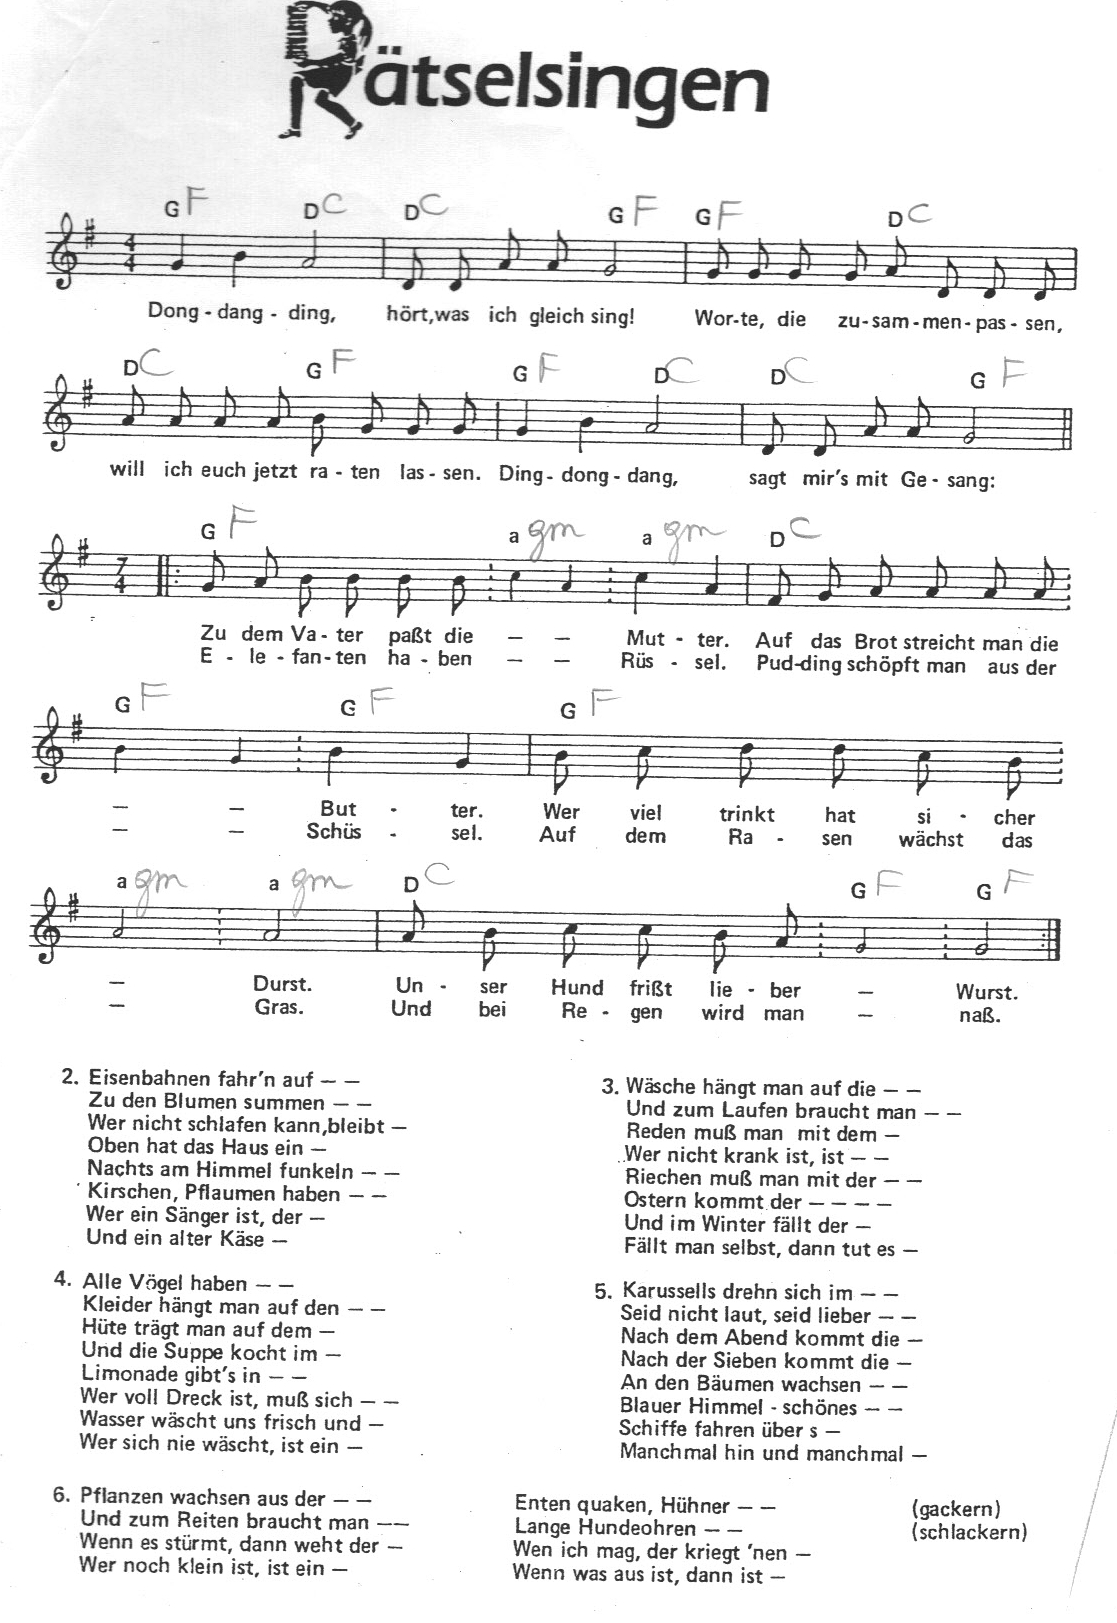 Rätselsingen
G F D C D C G F G F D C
Dong - dang - ding, hört,was ich gleich sing! Wor-te, die zu-sam-men-pas-sen,
D C G F G F D C D C G F
will ich euch jetzt ra - ten las - sen. Ding - dong - dang, sagt mir's mit Ge - sang:
G F a gm a gm D C
Zu dem Va - ter paßt die — — Mut - ter. Auf das Brot streicht man die
E - le - fan-ten ha - ben — — Rüs - sel. Pud-ding schöpft man aus der
G F G F G F
— — But - ter. Wer viel trinkt hat si - cher
— — Schüs - sel. Auf dem Ra - sen wächst das
a gm a gm D C G F G F
— Durst. Un - ser Hund frißt lie - ber — Wurst.
— Gras. Und bei Re - gen wird man — naß.
2. Eisenbahnen fahr'n auf — —
Zu den Blumen summen — —
Wer nicht schlafen kann,bleibt —
Oben hat das Haus ein —
Nachts am Himmel funkeln — —
Kirschen, Pflaumen haben — —
Wer ein Sänger ist, der —
Und ein alter Käse —
3. Wäsche hängt man auf die — —
Und zum Laufen braucht man — —
Reden muß man mit dem —
Wer nicht krank ist, ist — —
Riechen muß man mit der — —
Ostern kommt der — — — —
Und im Winter fällt der —
Fällt man selbst, dann tut es —
4. Alle Vögel haben — —
Kleider hängt man auf den — —
Hüte trägt man auf dem —
Und die Suppe kocht im —
Limonade gibt's in — —
Wer voll Dreck ist, muß sich — —
Wasser wäscht uns frisch und —
Wer sich nie wäscht, ist ein —
5. Karussells drehn sich im — —
Seid nicht laut, seid lieber — —
Nach dem Abend kommt die —
Nach der Sieben kommt die —
An den Bäumen wachsen — —
Blauer Himmel - schönes — —
Schiffe fahren über s —
Manchmal hin und manchmal —
6. Pflanzen wachsen aus der — —
Und zum Reiten braucht man — —
Wenn es stürmt, dann weht der —
Wer noch klein ist, ist ein —
Enten quaken, Hühner — — (gackern)
Lange Hundeohren — — (schlackern)
Wen ich mag, der kriegt 'nen —
Wenn was aus ist, dann ist —